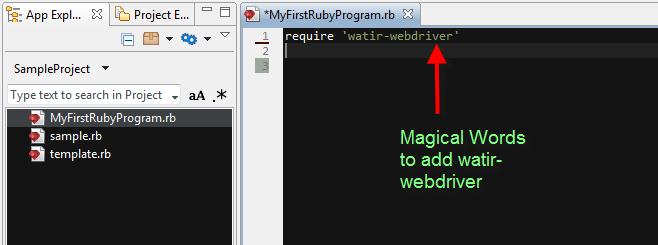 App Explo...
Project E...
*MyFirstRubyProgram.rb
SampleProject
Type text to search in Project
aA .*
MyFirstRubyProgram.rb
sample.rb
template.rb
1 require 'watir-webdriver'
2
3
Magical Words
to add watir-
webdriver